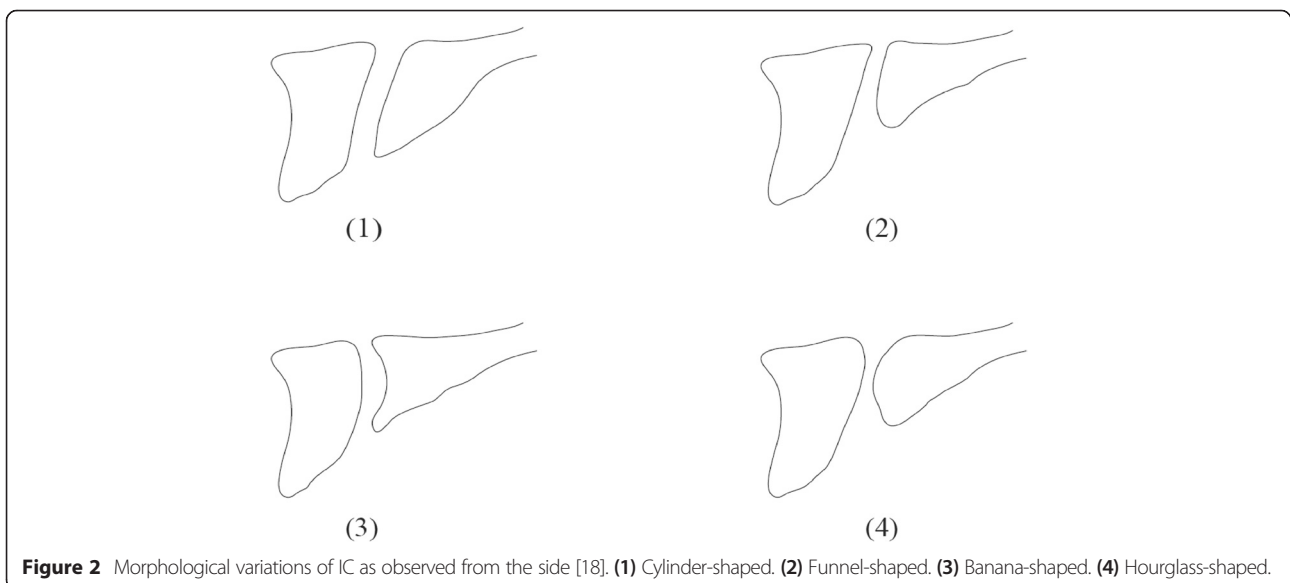 (1) (2)
(3) (4)
Figure 2 Morphological variations of IC as observed from the side [18]. (1) Cylinder-shaped. (2) Funnel-shaped. (3) Banana-shaped. (4) Hourglass-shaped.